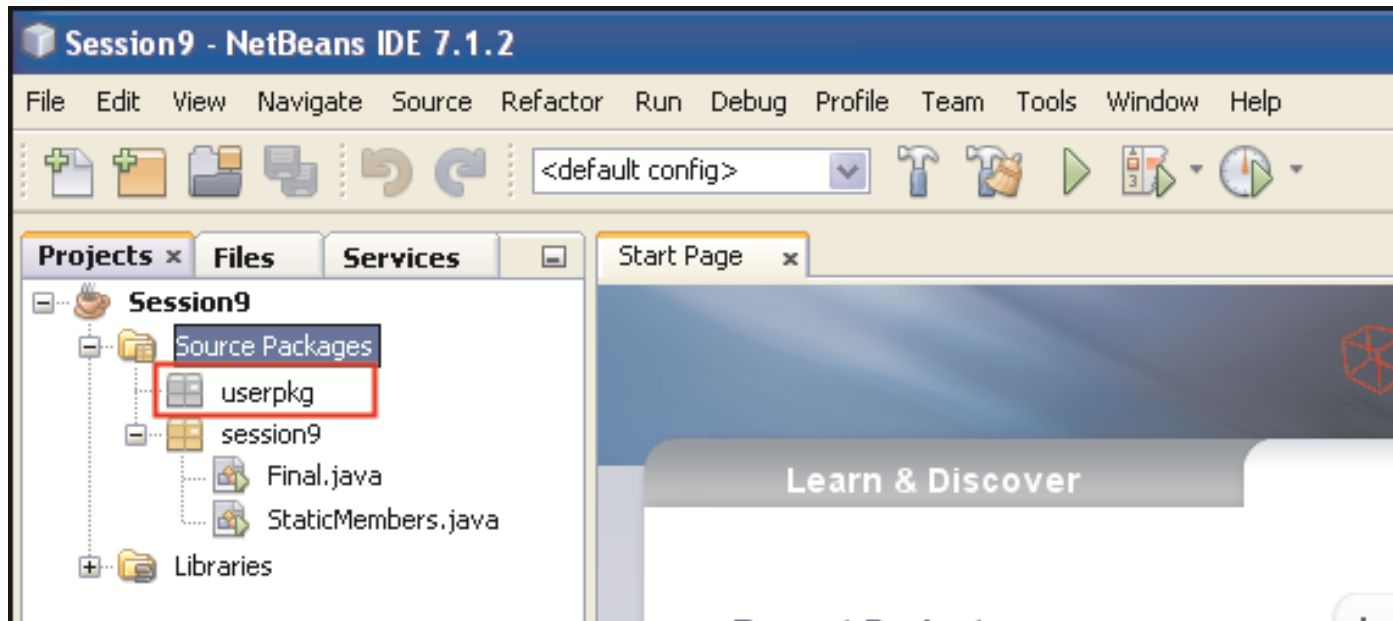 Session9 - NetBeans IDE 7.1.2
File Edit View Navigate Source Refactor Run Debug Profile Team Tools Window Help
<default config>
Projects Files Services
Start Page
Session9
Source Packages
userpkg
session9
Final.java
StaticMembers.java
Libraries
Learn & Discover